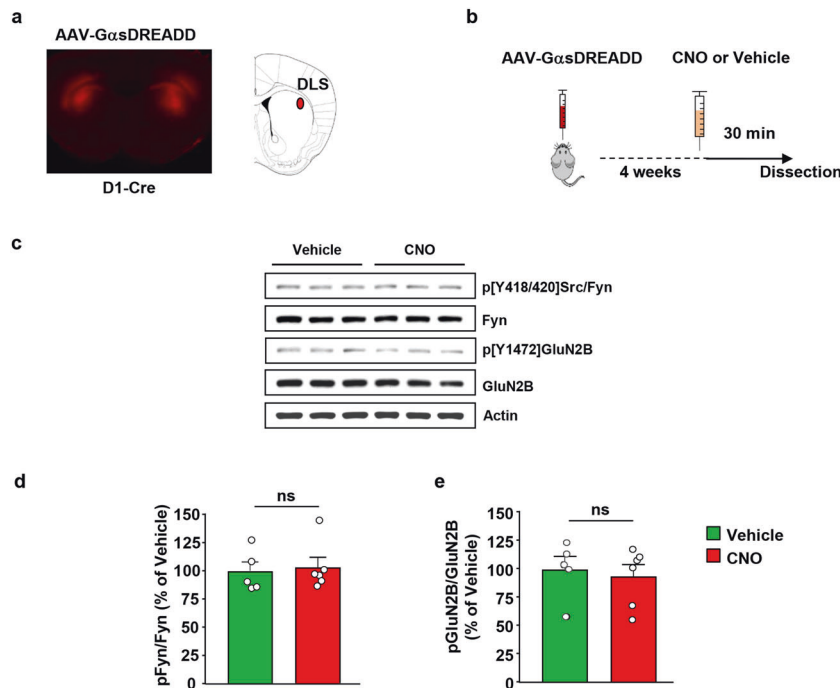 a
AAV-GαsDREADD
DLS
D1-Cre
b
AAV-GαsDREADD
CNO or Vehicle
30 min
4 weeks
Dissection
c
Vehicle
CNO
p[Y418/420]Src/Fyn
Fyn
p[Y1472]GluN2B
GluN2B
Actin
d
pFyn/Fyn (% of Vehicle)
150
125
100
75
50
25
0
ns
e
pGluN2B/GluN2B
(% of Vehicle)
150
125
100
75
50
25
0
ns
Vehicle
CNO